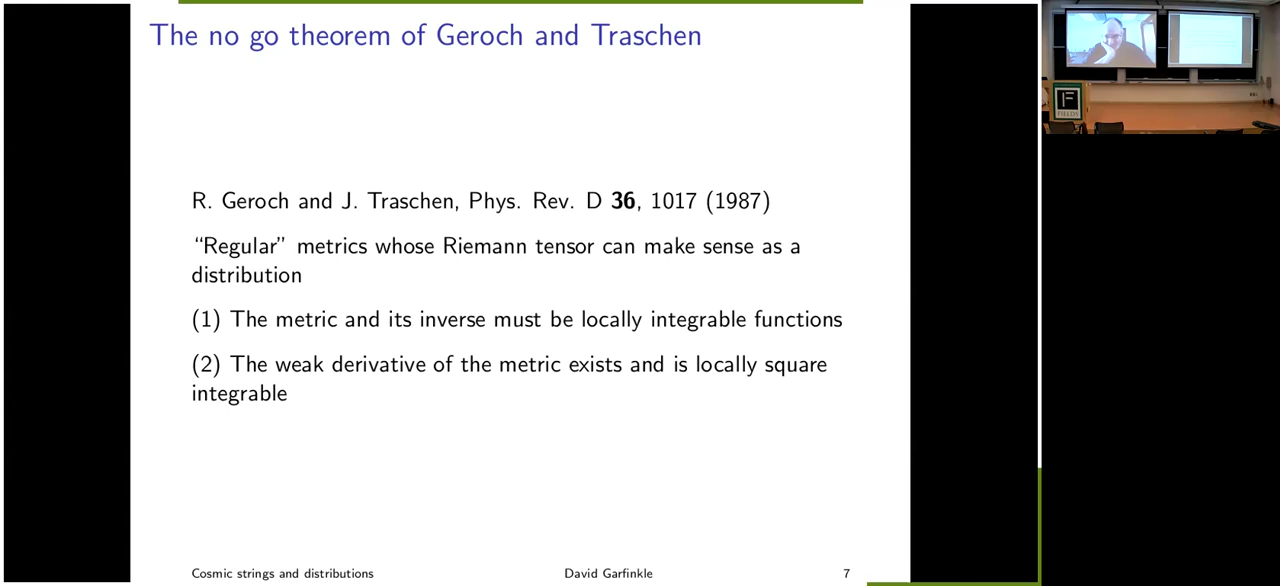 The no go theorem of Geroch and Traschen
R. Geroch and J. Traschen, Phys. Rev. D 36, 1017 (1987)
“Regular” metrics whose Riemann tensor can make sense as a
distribution
(1) The metric and its inverse must be locally integrable functions
(2) The weak derivative of the metric exists and is locally square
integrable
Cosmic strings and distributions David Garfinkle 7
FIELDS